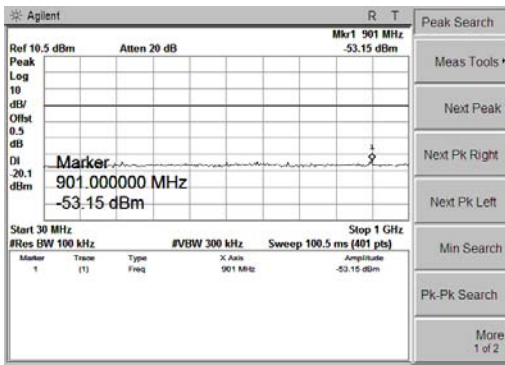 Agilent R T
Mkr1 901 MHz
Ref 10.5 dBm Atten 20 dB -53.15 dBm
Peak
Log
10
dB/
Offst
0.5
dB
DI
-20.1
dBm
1
Marker
901.000000 MHz
-53.15 dBm
Start 30 MHz Stop 1 GHz
#Res BW 100 kHz #VBW 300 kHz Sweep 100.5 ms (401 pts)
Marker Trace Type X Axis Amplitude
1 (1) Freq 901 MHz -53.15 dBm
Peak Search
Meas Tools
Next Peak
Next Pk Right
Next Pk Left
Min Search
Pk-Pk Search
More
1 of 2